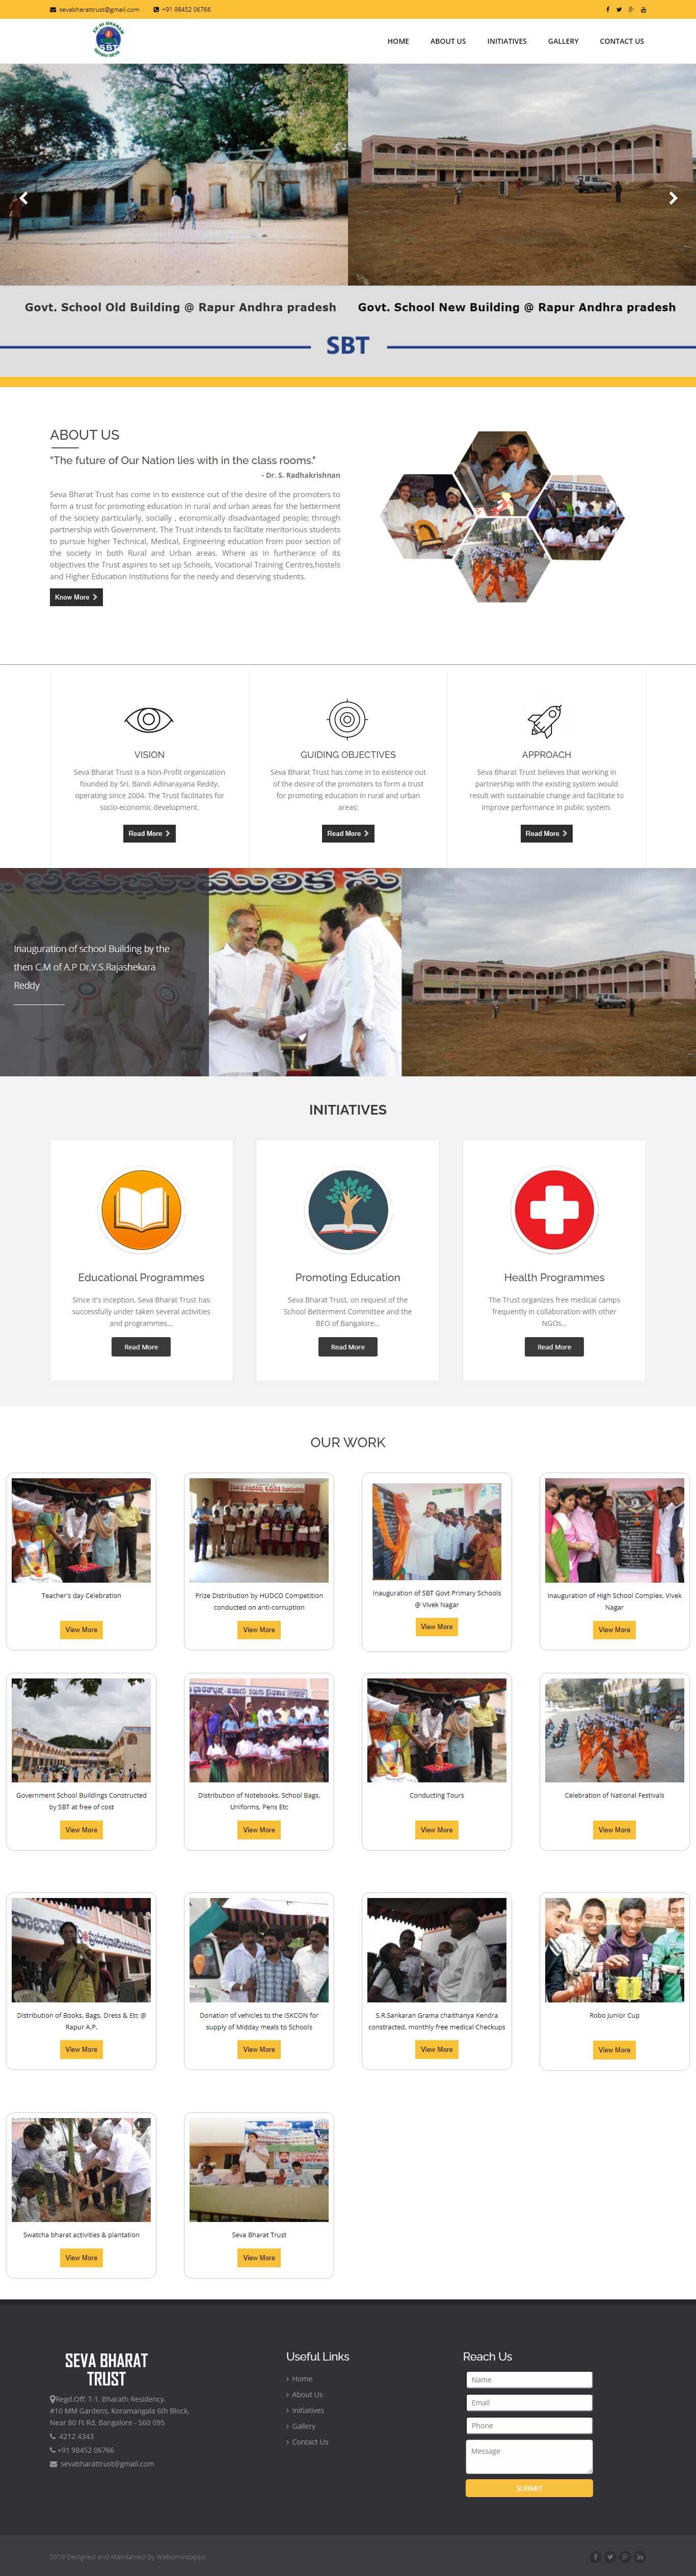 sevabharattrust@gmail.com +91 98452 06766
SBT
HOME ABOUT US INITIATIVES GALLERY CONTACT US
Govt. School Old Building @ Rapur Andhra pradesh
Govt. School New Building @ Rapur Andhra pradesh
SBT
ABOUT US
"The future of Our Nation lies with in the class rooms."
- Dr. S. Radhakrishnan
Seva Bharat Trust has come in to existence out of the desire of the promoters to
form a trust for promoting education in rural and urban areas for the betterment
of the society particularly, socially , economically disadvantaged people; through
partnership with Government. The Trust intends to facilitate meritorious students
to pursue higher Technical, Medical, Engineering education from poor section of
the society in both Rural and Urban areas. Where as in furtherance of its
objectives the Trust aspires to set up Schools, Vocational Training Centres,hostels
and Higher Education Institutions for the needy and deserving students.
Know More
VISION
Seva Bharat Trust is a Non-Profit organization
founded by Sri. Bandi Adinarayana Reddy,
operating since 2004. The Trust facilitates for
socio-economic development.
Read More
GUIDING OBJECTIVES
Seva Bharat Trust has come in to existence out
of the desire of the promoters to form a trust
for promoting education in rural and urban
areas;
Read More
APPROACH
Seva Bharat Trust believes that working in
partnership with the existing system would
result with sustainable change and facilitate to
improve performance in public system.
Read More
Inauguration of school Building by the
then C.M of A.P Dr.Y.S.Rajashekara
Reddy
INITIATIVES
Educational Programmes
Since it's inception, Seva Bharat Trust has
successfully under taken several activities
and programmes...
Read More
Promoting Education
Seva Bharat Trust, on request of the
School Betterment Committee and the
BEO of Bangalore...
Read More
Health Programmes
The Trust organizes free medical camps
frequently in collaboration with other
NGOs...
Read More
OUR WORK
Teacher's day Celebration
View More
Prize Distribution by HUDCO Competition
conducted on anti-corruption
View More
Inauguration of SBT Govt Primary Schools
@ Vivek Nagar
View More
Inauguration of High School Complex, Vivek
Nagar
View More
Government School Buildings Constructed
by SBT at free of cost
View More
Distribution of Notebooks, School Bags,
Uniforms, Pens Etc
View More
Conducting Tours
View More
Celebration of National Festivals
View More
Distribution of Books, Bags, Dress & Etc @
Rapur A.P.
View More
Donation of vehicles to the ISKCON for
supply of Midday meals to Schools
View More
S.R.Sankaran Grama chaithanya Kendra
constracted, monthly free medical Checkups
View More
Robo Junior Cup
View More
Swatcha bharat activities & plantation
View More
Seva Bharat Trust
View More
SEVA BHARAT
TRUST
Regd.Off: T-1, Bharath Residency,
#10 MM Gardens, Koramangala 6th Block,
Near 80 Ft Rd, Bangalore - 560 095
4212 4343
+91 98452 06766
sevabharattrust@gmail.com
Useful Links
Home
About Us
Initiatives
Gallery
Contact Us
Reach Us
Name
Email
Phone
Message
SUBMIT
2019 Designed and Maintained by Webomindapps